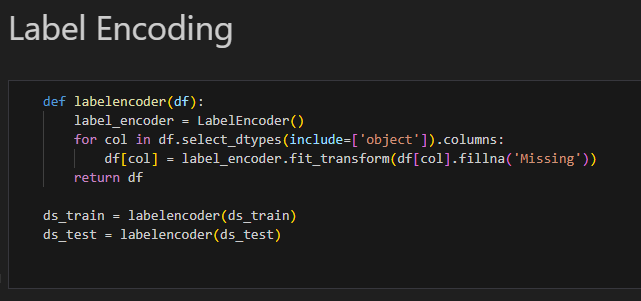 Label Encoding
def labelencoder(df):
    label_encoder = LabelEncoder()
    for col in df.select_dtypes(include=['object']).columns:
        df[col] = label_encoder.fit_transform(df[col].fillna('Missing'))
    return df
ds_train = labelencoder(ds_train)
ds_test = labelencoder(ds_test)